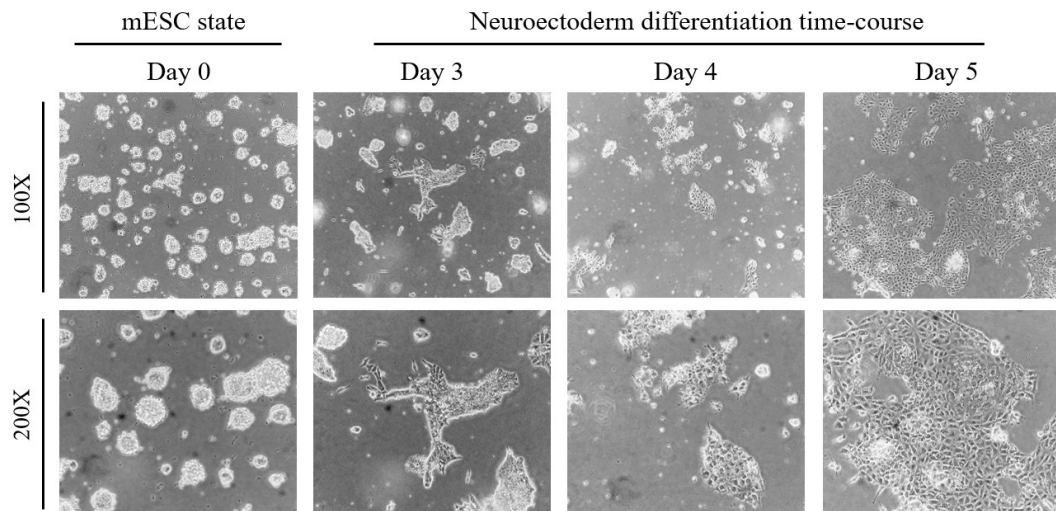 mESC state
Neuroectoderm differentiation time-course
Day 0
Day 3
Day 4
Day 5
100X
200X